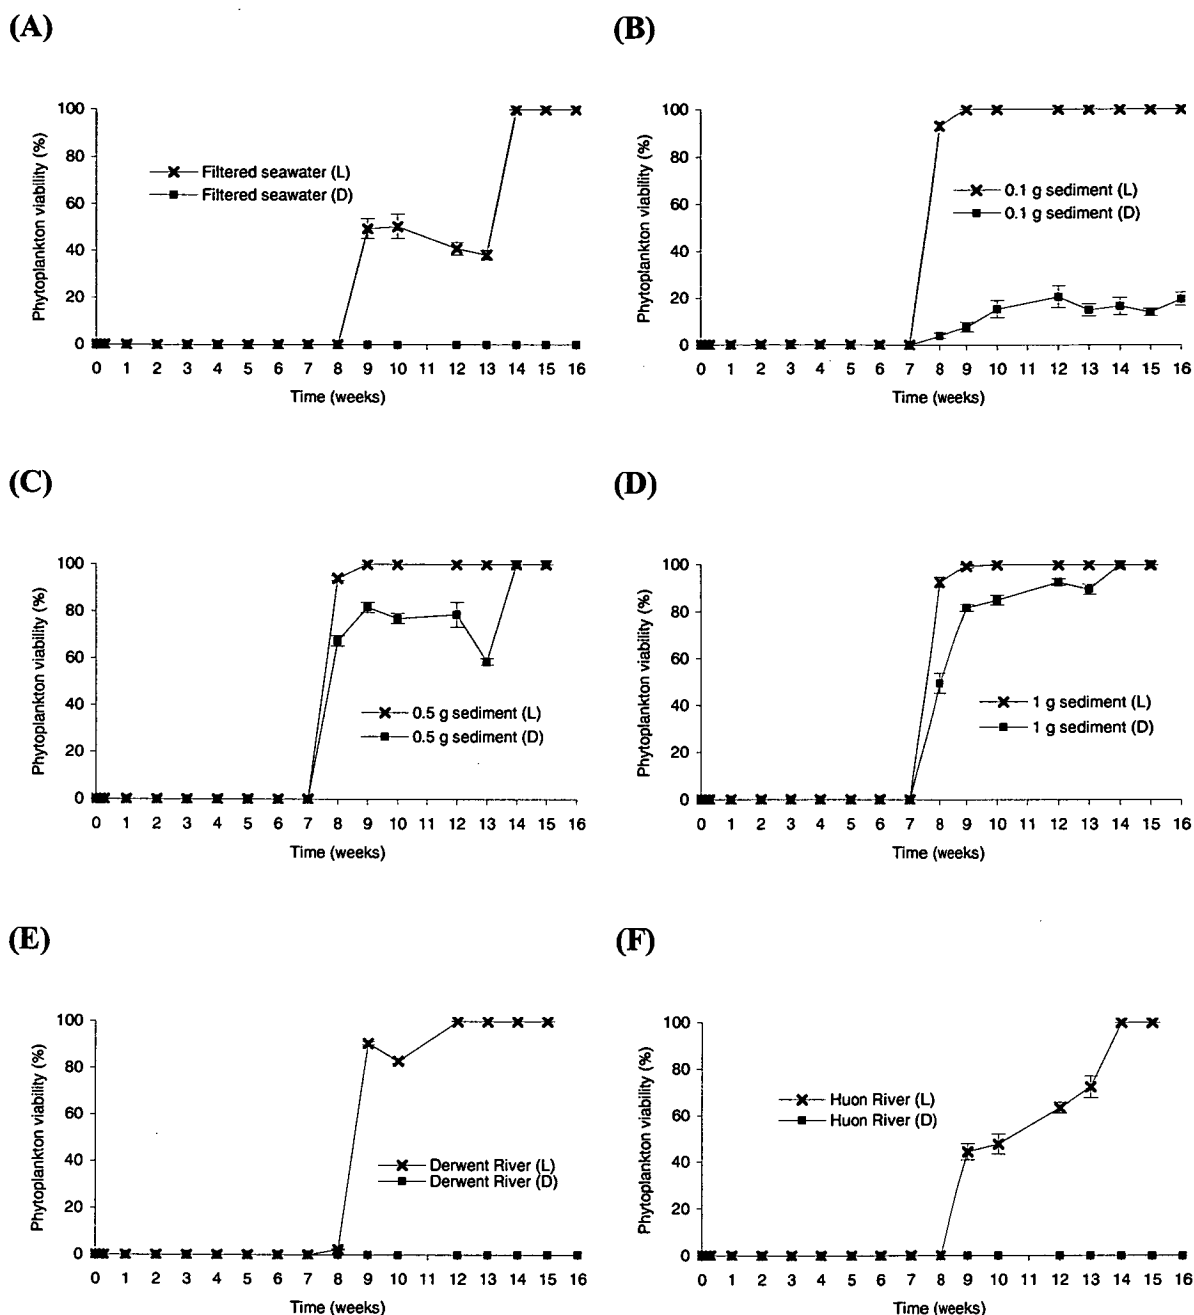 (A)
Phytoplankton viability (%)
100
80
60
40
20
0
Filtered seawater (L)
Filtered seawater (D)
0 1 2 3 4 5 6 7 8 9 10 12 13 14 15 16
Time (weeks)
(B)
Phytoplankton viability (%)
100
80
60
40
20
0
0.1 g sediment (L)
0.1 g sediment (D)
0 1 2 3 4 5 6 7 8 9 10 12 13 14 15 16
Time (weeks)
(C)
Phytoplankton viability (%)
100
80
60
40
20
0
0.5 g sediment (L)
0.5 g sediment (D)
0 1 2 3 4 5 6 7 8 9 10 12 13 14 15 16
Time (weeks)
(D)
Phytoplankton viability (%)
100
80
60
40
20
0
1 g sediment (L)
1 g sediment (D)
0 1 2 3 4 5 6 7 8 9 10 12 13 14 15 16
Time (weeks)
(E)
Phytoplankton viability (%)
100
80
60
40
20
0
Derwent River (L)
Derwent River (D)
0 1 2 3 4 5 6 7 8 9 10 12 13 14 15 16
Time (weeks)
(F)
Phytoplankton viability (%)
100
80
60
40
20
0
Huon River (L)
Huon River (D)
0 1 2 3 4 5 6 7 8 9 10 12 13 14 15 16
Time (weeks)